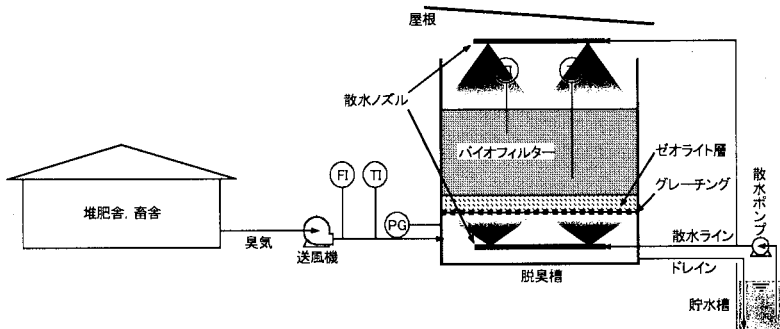 屋根
散水ノズル
バイオフィルター
ゼオライト層
グレーチング
散水ポンプ
堆肥舎、畜舎
FI
TI
PG
臭気
送風機
散水ライン
ドレイン
脱臭槽
貯水槽